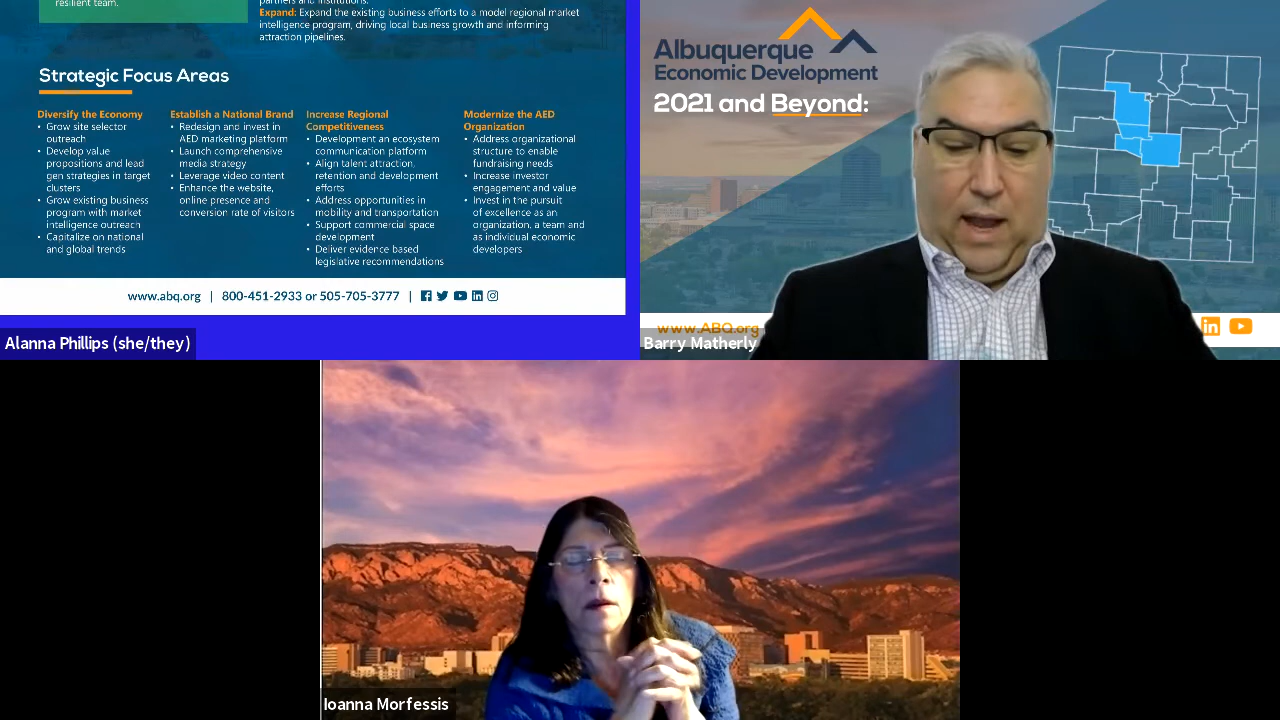 resilient team.
partners and institutions.
Expand: Expand the existing business efforts to a model regional market
intelligence program, driving local business growth and informing
attraction pipelines.
Strategic Focus Areas
Diversify the Economy
• Grow site selector
outreach
• Develop value
propositions and lead
gen strategies in target
clusters
• Grow existing business
program with market
intelligence outreach
• Capitalize on national
and global trends
Establish a National Brand
• Redesign and invest in
AED marketing platform
• Launch comprehensive
media strategy
• Leverage video content
• Enhance the website,
online presence and
conversion rate of visitors
Increase Regional
Competitiveness
• Development an ecosystem
communication platform
• Align talent attraction,
retention and development
efforts
• Address opportunities in
mobility and transportation
• Support commercial space
development
• Deliver evidence based
legislative recommendations
Modernize the AED
Organization
• Address organizational
structure to enable
fundraising needs
• Increase investor
engagement and value
• Invest in the pursuit
of excellence as an
organization, a team and
as individual economic
developers
www.abq.org | 800-451-2933 or 505-705-3777 |
Alanna Phillips (she/they)
Albuquerque
Economic Development
2021 and Beyond:
www.ABQ.org
in
Barry Matherly
Ioanna Morfessis